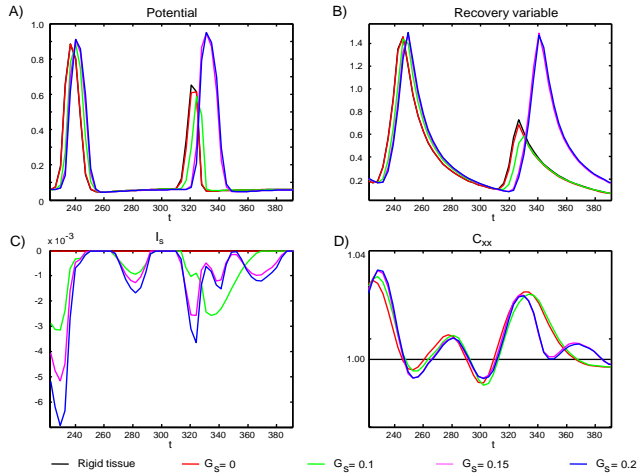 A) Potential
B) Recovery variable
1.0
0.8
0.6
0.4
0.2
0
240 260 280 300 320 340 360 380
t
1.4
1.2
1.0
0.8
0.6
0.4
0.2
240 260 280 300 320 340 360 380
t
C) I_s
x 10^-3
0
-1
-2
-3
-4
-5
-6
240 260 280 300 320 340 360 380
t
D) C_xx
1.04
1.00
240 260 280 300 320 340 360 380
t
Rigid tissue G_s= 0 G_s= 0.1 G_s= 0.15 G_s= 0.2